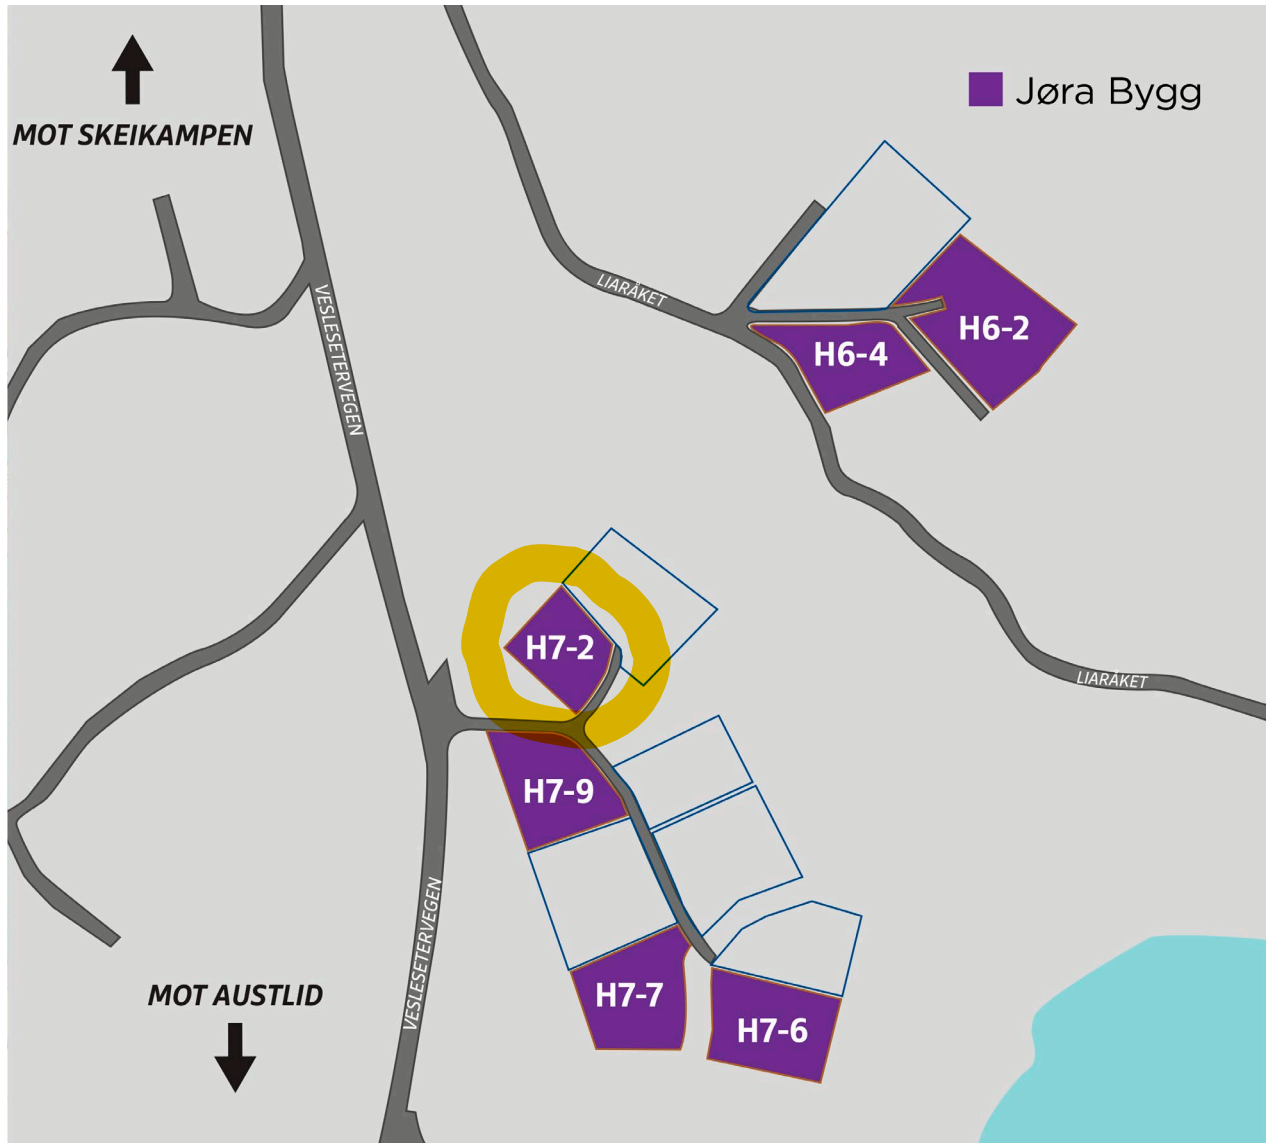 Jøra Bygg
MOT SKEIKAMPEN
LIARÅKET
VESLESETERVEGEN
H6-2
H6-4
H7-2
LIARÅKET
H7-9
VESLESETERVEGEN
MOT AUSTLID
H7-7
H7-6